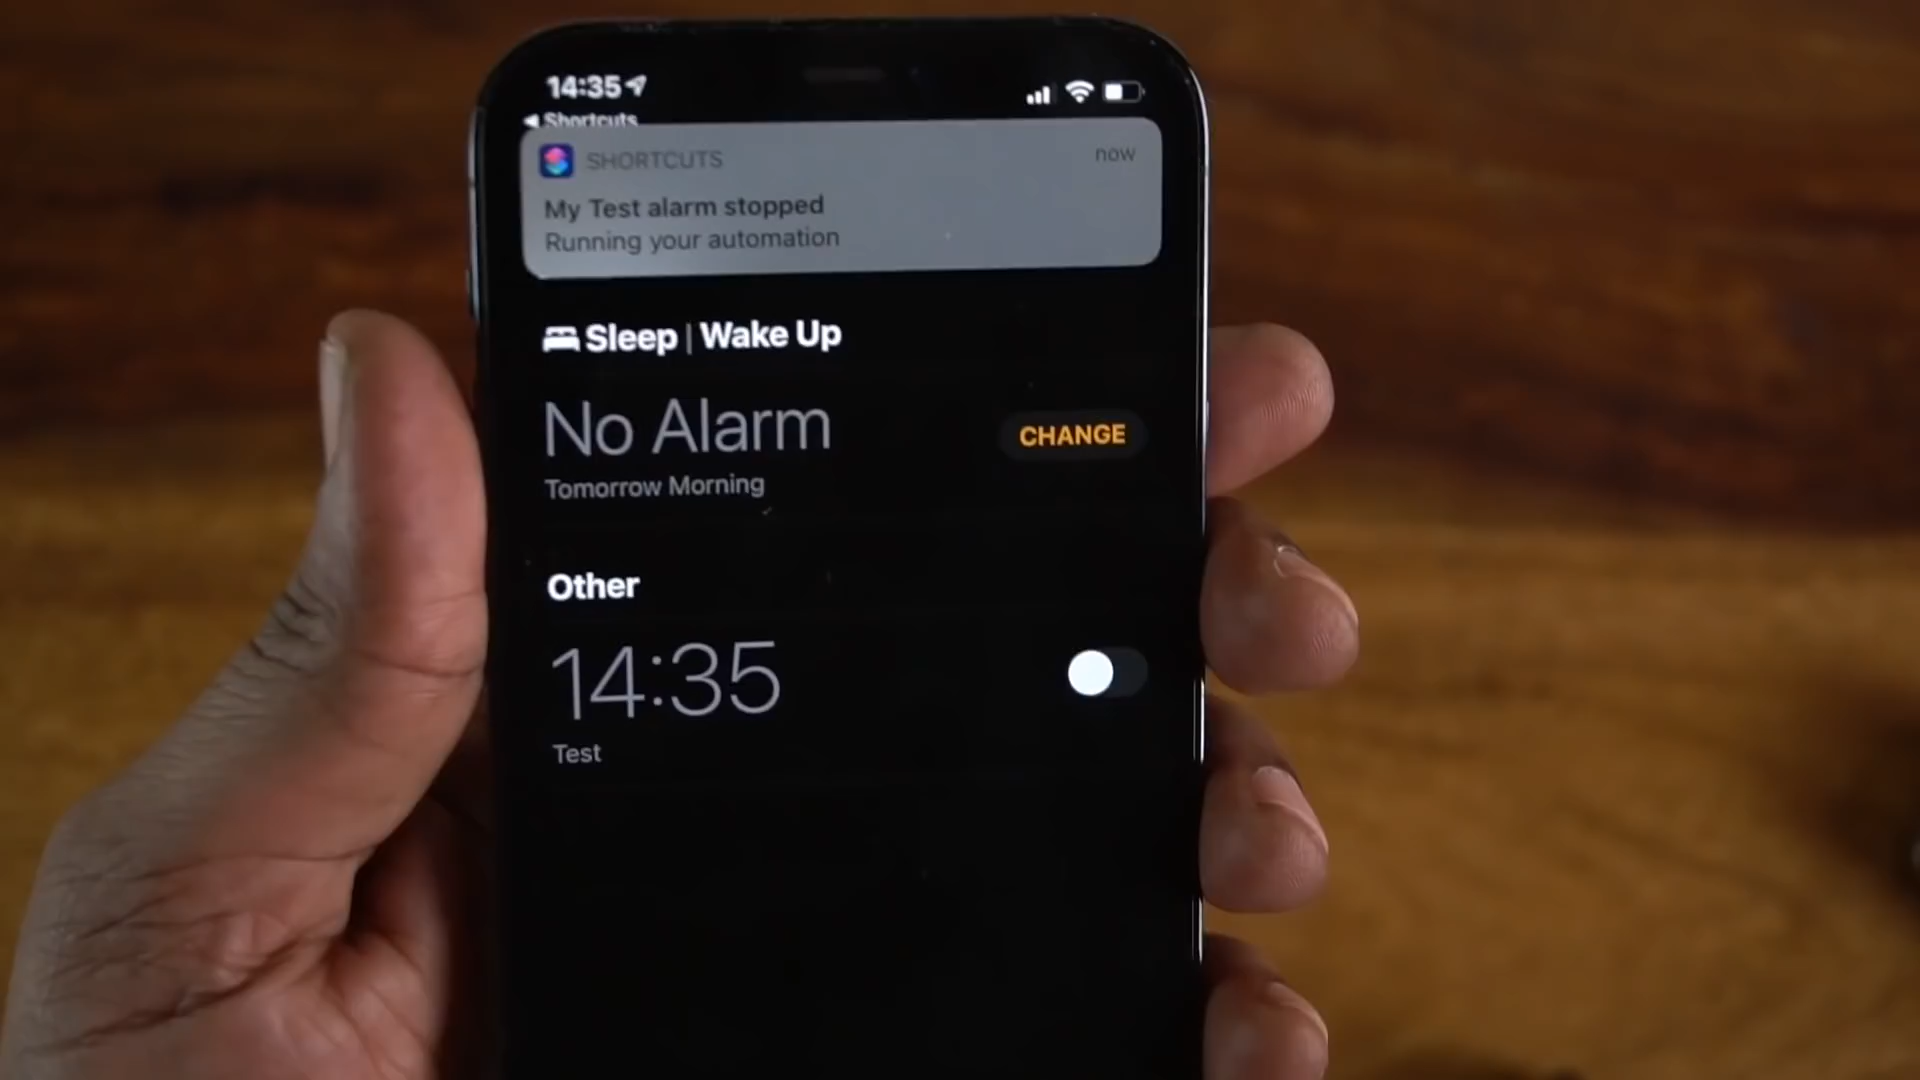 14:35
Shortcuts
SHORTCUTS
now
My Test alarm stopped
Running your automation
Sleep | Wake Up
No Alarm
CHANGE
Tomorrow Morning
Other
14:35
Test